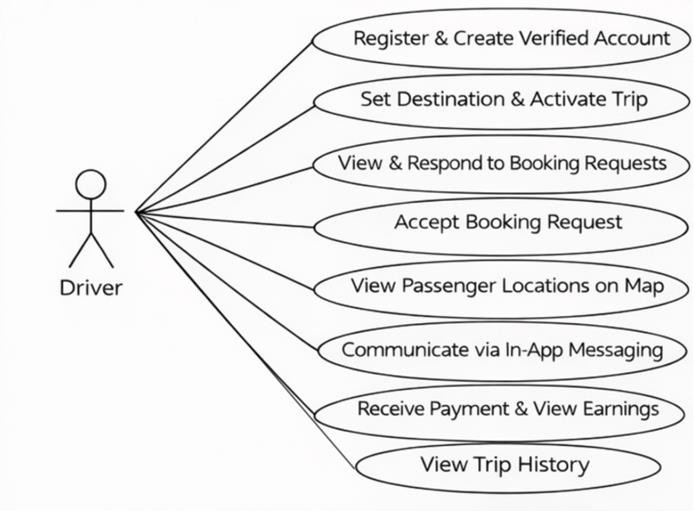 Register & Create Verified Account
Set Destination & Activate Trip
View & Respond to Booking Requests
Accept Booking Request
Driver
View Passenger Locations on Map
Communicate via In-App Messaging
Receive Payment & View Earnings
View Trip History